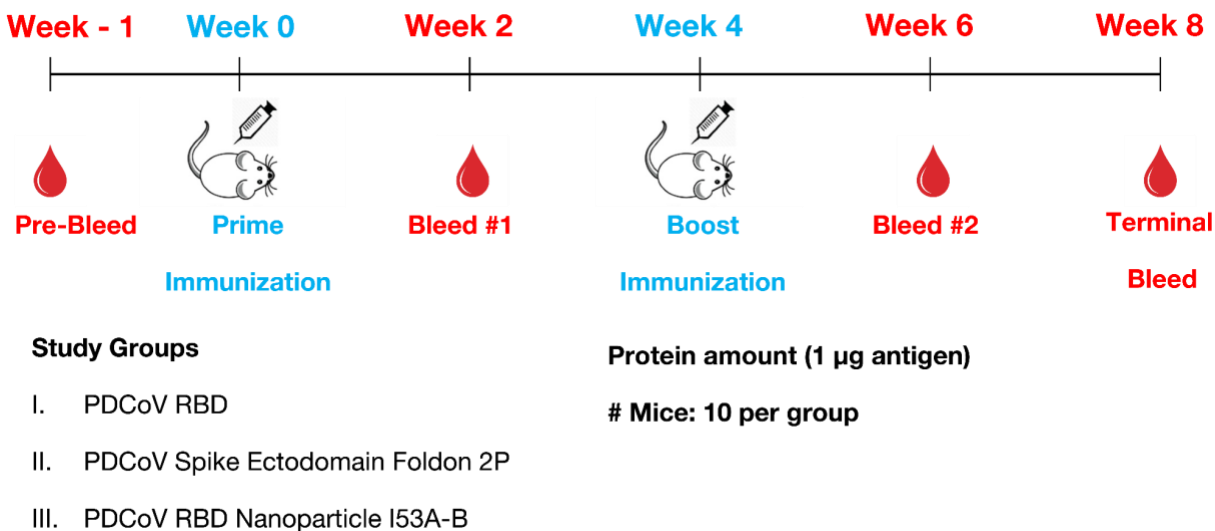 Week - 1 Week 0 Week 2 Week 4 Week 6 Week 8
Pre-Bleed Prime Bleed #1 Boost Bleed #2 Terminal
Immunization Immunization Bleed
Study Groups
Protein amount (1 µg antigen)
I. PDCoV RBD
# Mice: 10 per group
II. PDCoV Spike Ectodomain Foldon 2P
III. PDCoV RBD Nanoparticle I53A-B